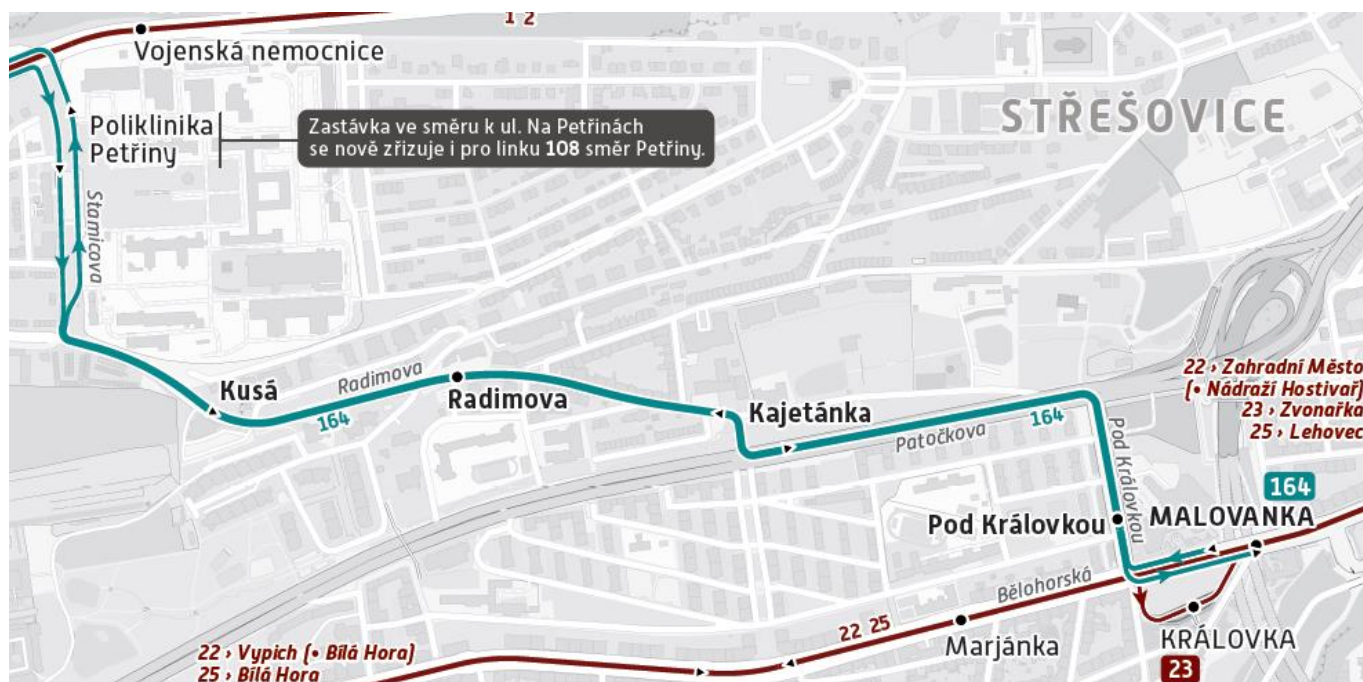 1 2
Vojenská nemocnice
Poliklinika
Petřiny
Zastávka ve směru k ul. Na Petřinách
se nově zřizuje i pro linku 108 směr Petřiny.
STŘEŠOVICE
Stamicova
Kusá
Radimova
164
Radimova
Kajetánka
Patočkova
164
Pod Královkou
22 › Zahradní Město
(• Nádraží Hostivař)
23 › Zvonařka
25 › Lehovec
164
Pod Královkou
MALOVANKA
Bělohorská
22 25
Marjánka
KRÁLOVKA
23
22 › Vypich (• Bílá Hora)
25 › Bílá Hora